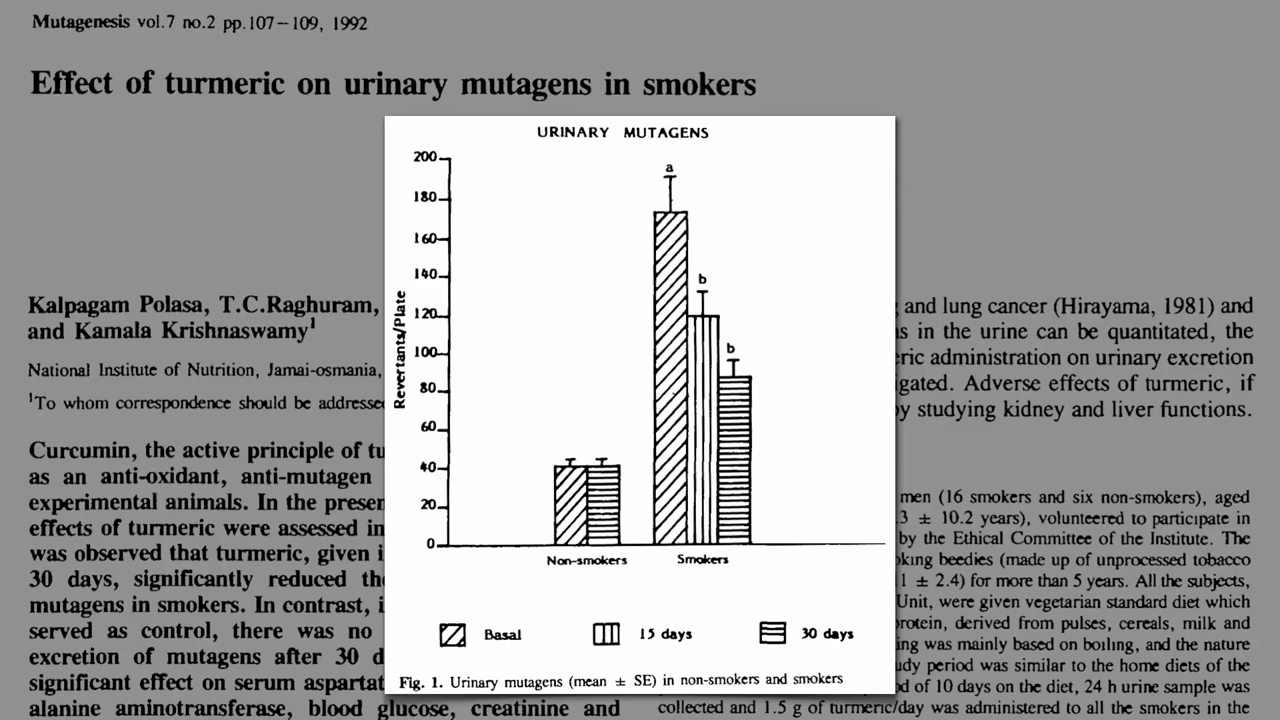 Mutagenesis vol.7 no.2 pp.107–109, 1992
Effect of turmeric on urinary mutagens in smokers
Kalpagam Polasa, T.C.Raghuram,
and Kamala Krishnaswamy1
National Institute of Nutrition, Jamai-osmania,
1To whom correspondence should be addresse
Curcumin, the active principle of tu
as an anti-oxidant, anti-mutagen
experimental animals. In the presen
effects of turmeric were assessed in
was observed that turmeric, given i
30 days, significantly reduced the
mutagens in smokers. In contrast, i
served as control, there was no
excretion of mutagens after 30 d
significant effect on serum aspartat
alanine aminotransferase, blood glucose, creatinine and
URINARY MUTAGENS
Revertants/Plate
200
180
160
140
120
100
80
60
40
20
0
a
b
b
Non-smokers Smokers
Basal 15 days 30 days
Fig. 1. Urinary mutagens (mean ± SE) in non-smokers and smokers
and lung cancer (Hirayama, 1981) and
s in the urine can be quantitated, the
eric administration on urinary excretion
igated. Adverse effects of turmeric, if
by studying kidney and liver functions.
men (16 smokers and six non-smokers), aged
.3 ± 10.2 years), volunteered to participate in
by the Ethical Committee of the Institute. The
oking beedies (made up of unprocessed tobacco
1 ± 2.4) for more than 5 years. All the subjects,
Unit, were given vegetarian standard diet which
protein, derived from pulses, cereals, milk and
ing was mainly based on boiling, and the nature
udy period was similar to the home diets of the
od of 10 days on the diet, 24 h urine sample was
collected and 1.5 g of turmeric/day was administered to all the smokers in the